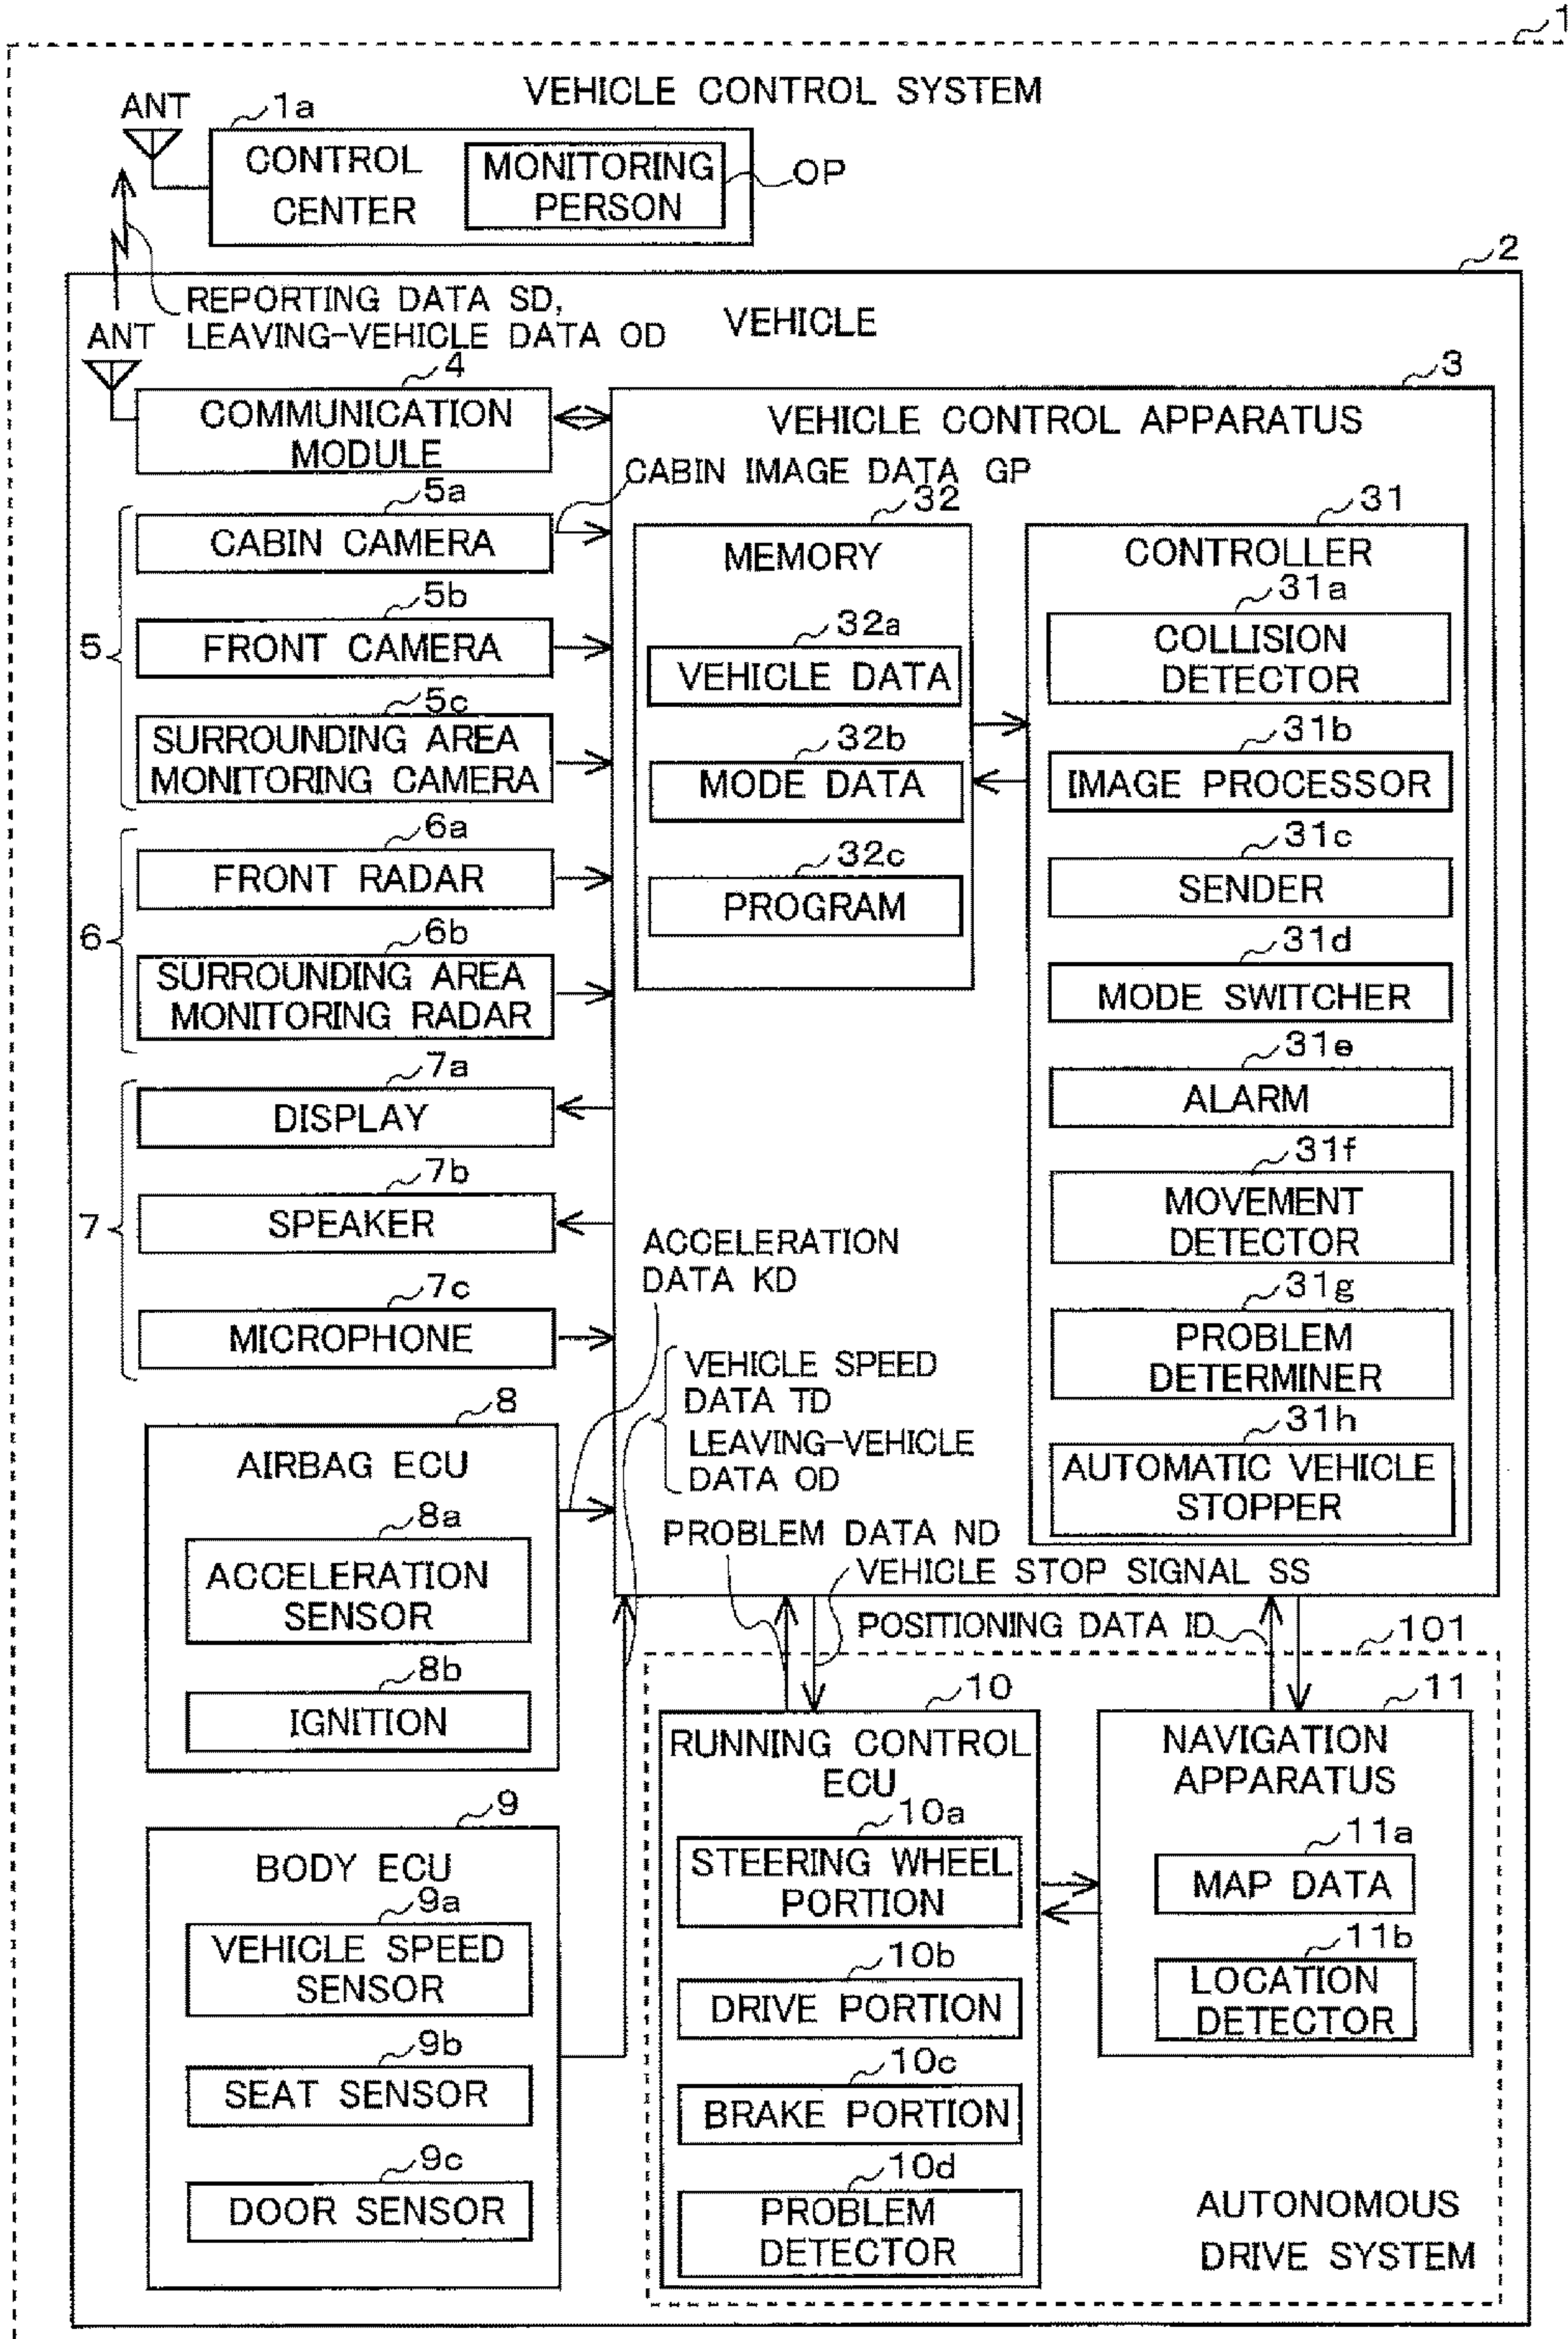 1
VEHICLE CONTROL SYSTEM
ANT
1a
CONTROL
CENTER
MONITORING
PERSON
OP
2
REPORTING DATA SD,
LEAVING-VEHICLE DATA OD
VEHICLE
ANT
4
COMMUNICATION
MODULE
3
VEHICLE CONTROL APPARATUS
CABIN IMAGE DATA GP
5
5a
CABIN CAMERA
5b
FRONT CAMERA
5c
SURROUNDING AREA
MONITORING CAMERA
6
6a
FRONT RADAR
6b
SURROUNDING AREA
MONITORING RADAR
7
7a
DISPLAY
7b
SPEAKER
7c
MICROPHONE
32
MEMORY
32a
VEHICLE DATA
32b
MODE DATA
32c
PROGRAM
31
CONTROLLER
31a
COLLISION
DETECTOR
31b
IMAGE PROCESSOR
31c
SENDER
31d
MODE SWITCHER
31e
ALARM
31f
MOVEMENT
DETECTOR
31g
PROBLEM
DETERMINER
31h
AUTOMATIC VEHICLE
STOPPER
ACCELERATION
DATA KD
VEHICLE SPEED
DATA TD
LEAVING-VEHICLE
DATA OD
PROBLEM DATA ND
VEHICLE STOP SIGNAL SS
POSITIONING DATA ID
8
AIRBAG ECU
8a
ACCELERATION
SENSOR
8b
IGNITION
9
BODY ECU
9a
VEHICLE SPEED
SENSOR
9b
SEAT SENSOR
9c
DOOR SENSOR
101
10
RUNNING CONTROL
ECU
10a
STEERING WHEEL
PORTION
10b
DRIVE PORTION
10c
BRAKE PORTION
10d
PROBLEM
DETECTOR
11
NAVIGATION
APPARATUS
11a
MAP DATA
11b
LOCATION
DETECTOR
AUTONOMOUS
DRIVE SYSTEM